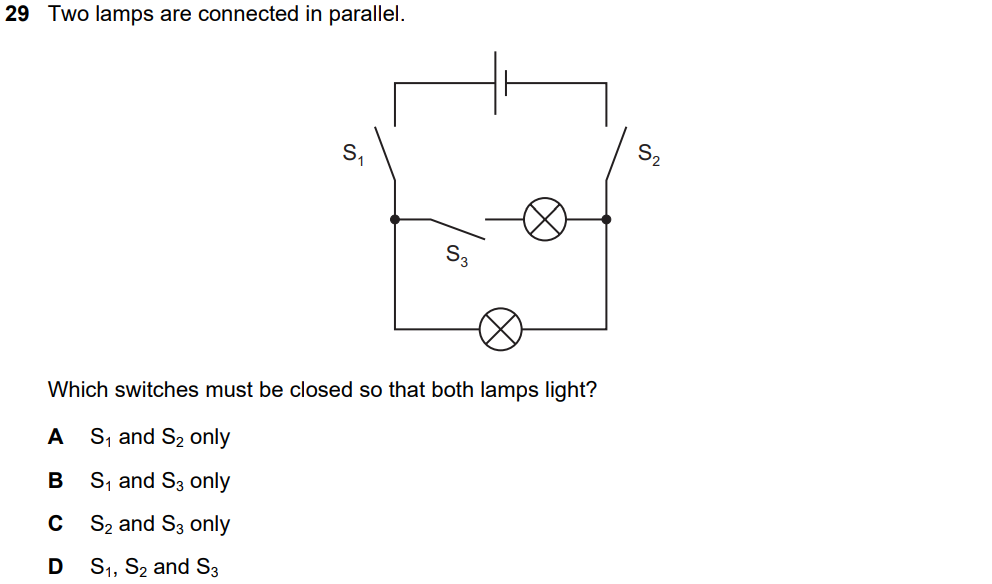 29 Two lamps are connected in parallel.
S₁
S₂
S₃
Which switches must be closed so that both lamps light?
A S₁ and S₂ only
B S₁ and S₃ only
C S₂ and S₃ only
D S₁, S₂ and S₃